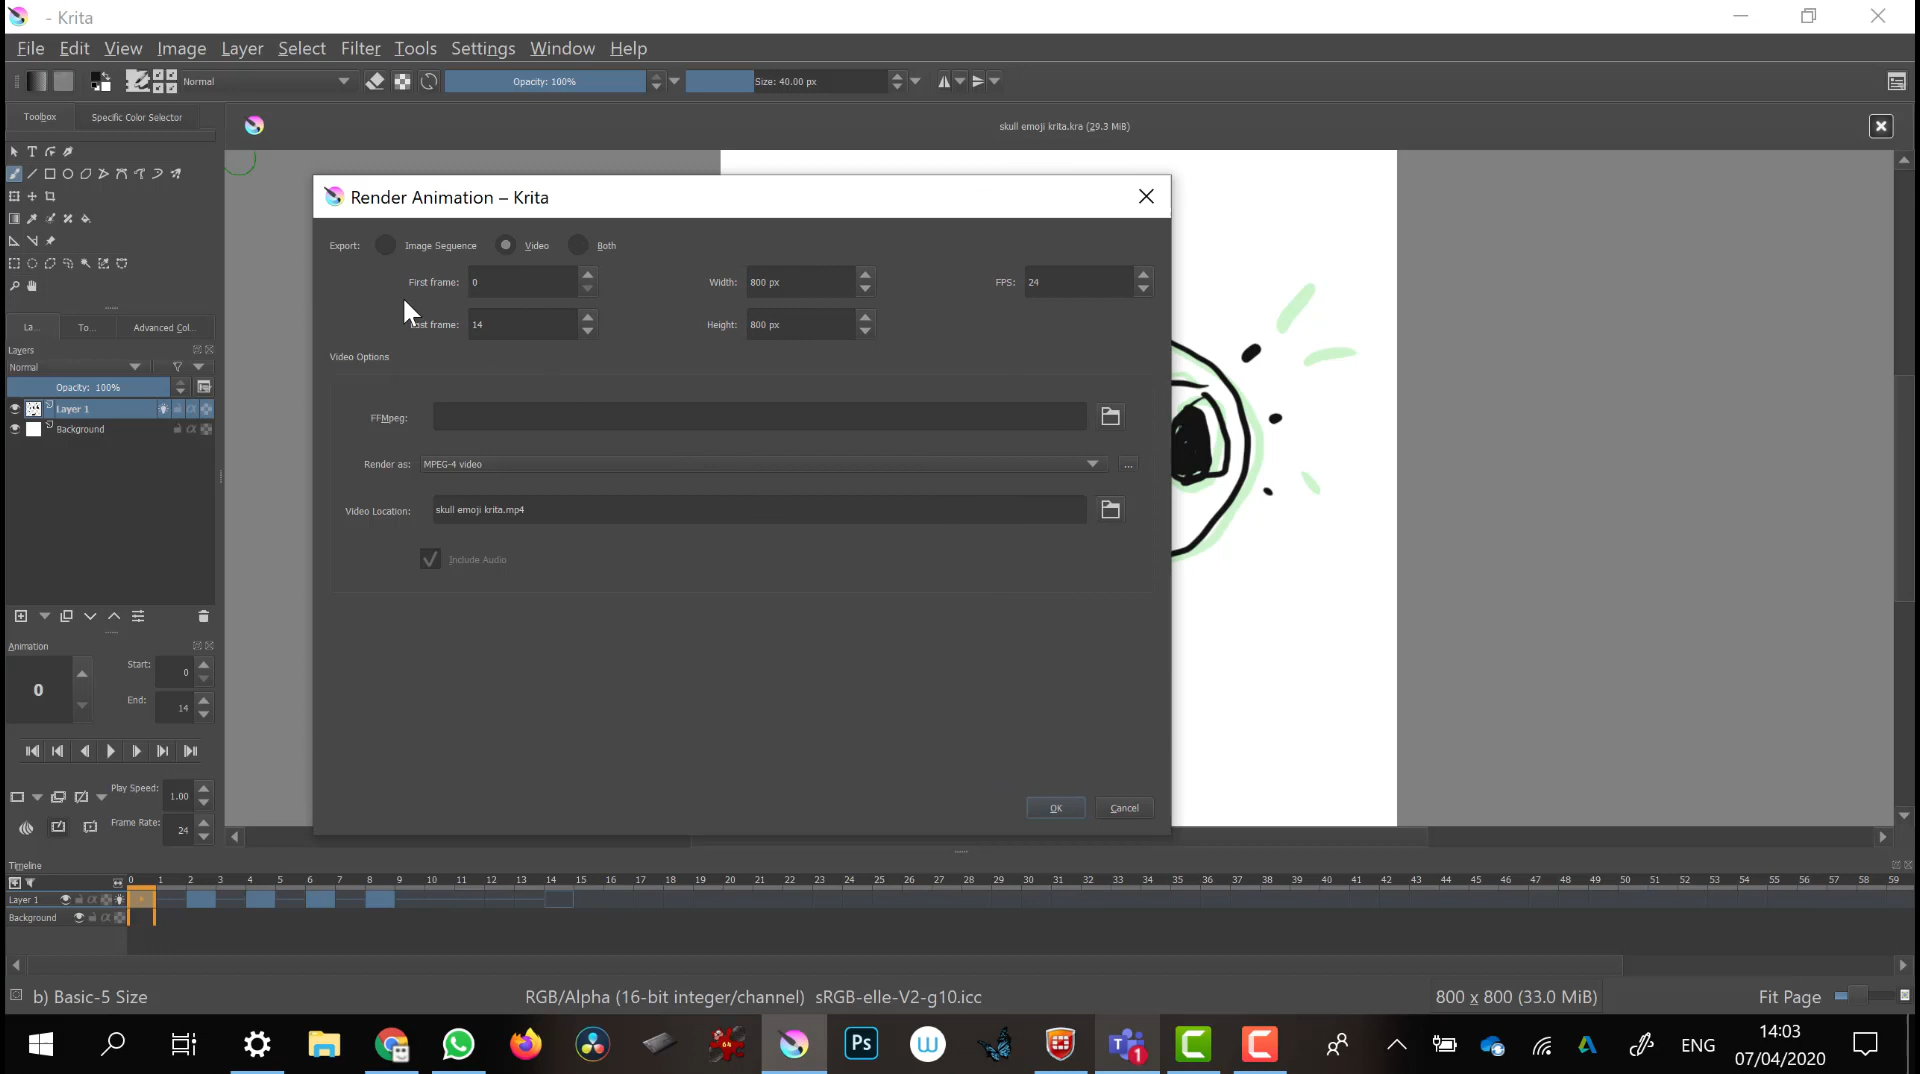 - Krita
File Edit View Image Layer Select Filter Tools Settings Window Help
Normal Opacity: 100% Size: 40.00 px
Toolbox Specific Color Selector
skull emoji krita.kra (29.3 MiB)
Render Animation – Krita
Export: Image Sequence Video Both
First frame: 0 Width: 800 px FPS: 24
frame: 14 Height: 800 px
Video Options
FFMpeg:
Render as: MPEG-4 video ...
Video Location: skull emoji krita.mp4
Include Audio
OK Cancel
La... To... Advanced Col...
Layers
Normal
Opacity: 100%
Layer 1
Background
Animation
Start: 0
0
End: 14
Play Speed: 1.00
Frame Rate: 24
Timeline
0 1 2 3 4 5 6 7 8 9 10 11 12 13 14 15 16 17 18 19 20 21 22 23 24 25 26 27 28 29 30 31 32 33 34 35 36 37 38 39 40 41 42 43 44 45 46 47 48 49 50 51 52 53 54 55 56 57 58 59
Layer 1
Background
b) Basic-5 Size RGB/Alpha (16-bit integer/channel) sRGB-elle-V2-g10.icc 800 x 800 (33.0 MiB) Fit Page
64 Ps W T 1 C C ENG 14:03
07/04/2020